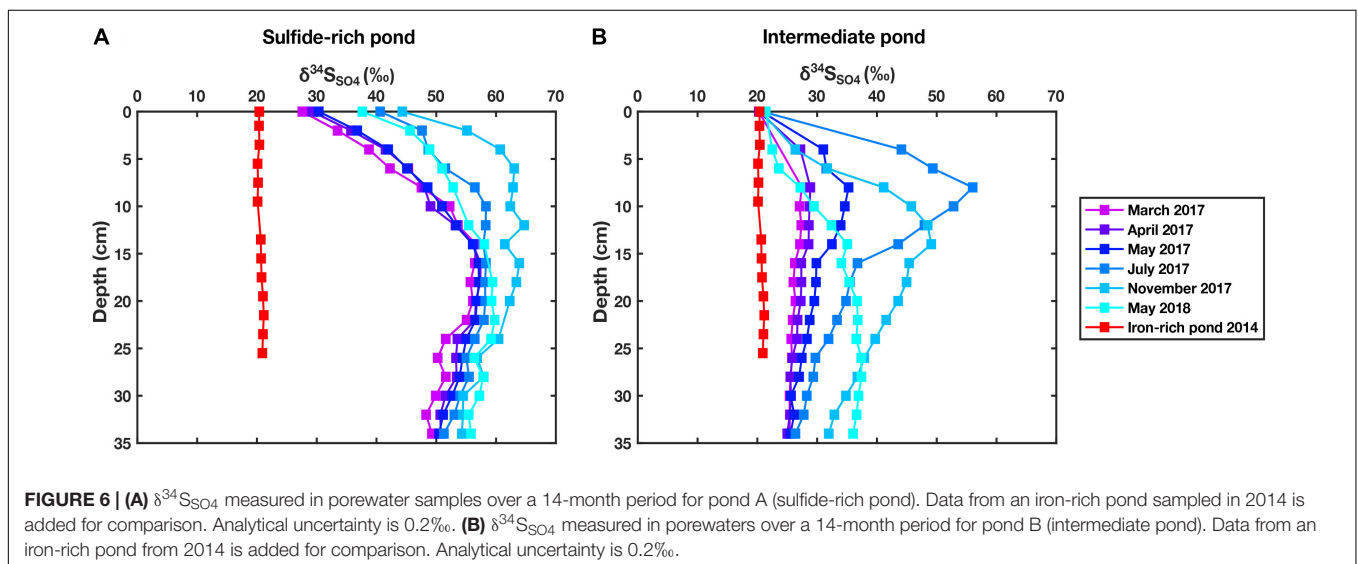 A
Sulfide-rich pond
δ34SSO4 (‰)
0 10 20 30 40 50 60 70
0
5
10
15
20
25
30
35
Depth (cm)
B
Intermediate pond
δ34SSO4 (‰)
0 10 20 30 40 50 60 70
0
5
10
15
20
25
30
35
Depth (cm)
March 2017
April 2017
May 2017
July 2017
November 2017
May 2018
Iron-rich pond 2014
FIGURE 6 | (A) δ34SSO4 measured in porewater samples over a 14-month period for pond A (sulfide-rich pond). Data from an iron-rich pond sampled in 2014 is
added for comparison. Analytical uncertainty is 0.2‰. (B) δ34SSO4 measured in porewaters over a 14-month period for pond B (intermediate pond). Data from an
iron-rich pond from 2014 is added for comparison. Analytical uncertainty is 0.2‰.